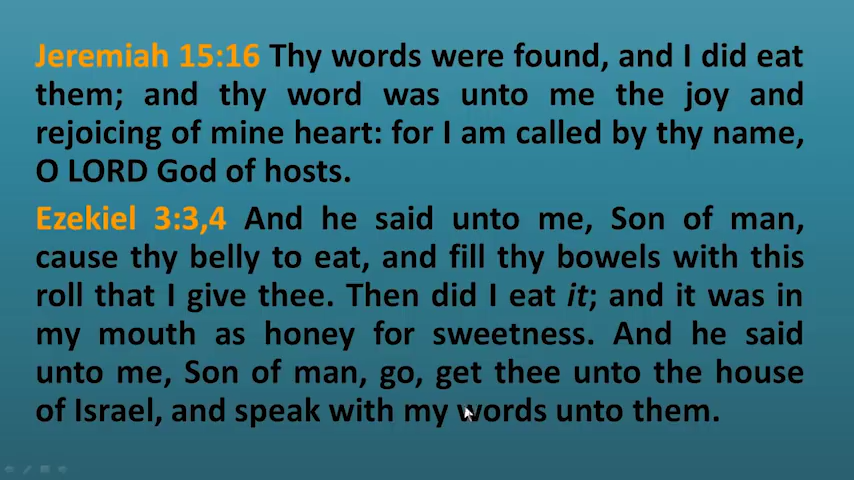 Jeremiah 15:16 Thy words were found, and I did eat
them; and thy word was unto me the joy and
rejoicing of mine heart: for I am called by thy name,
O LORD God of hosts.
Ezekiel 3:3,4 And he said unto me, Son of man,
cause thy belly to eat, and fill thy bowels with this
roll that I give thee. Then did I eat it; and it was in
my mouth as honey for sweetness. And he said
unto me, Son of man, go, get thee unto the house
of Israel, and speak with my words unto them.